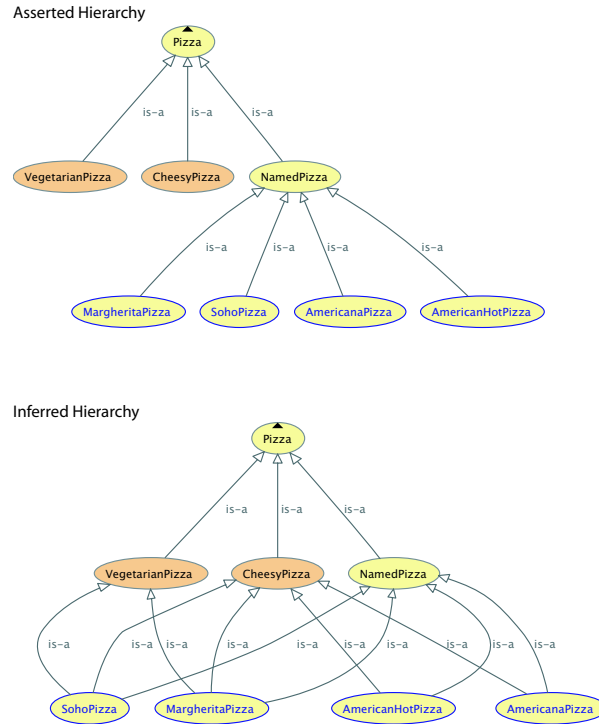 Asserted Hierarchy
Pizza
is-a is-a is-a
VegetarianPizza CheesyPizza NamedPizza
is-a is-a is-a is-a
MargheritaPizza SohoPizza AmericanaPizza AmericanHotPizza
Inferred Hierarchy
Pizza
is-a is-a is-a
VegetarianPizza CheesyPizza NamedPizza
is-a is-a is-a is-a is-a is-a is-a is-a is-a is-a
SohoPizza MargheritaPizza AmericanHotPizza AmericanaPizza